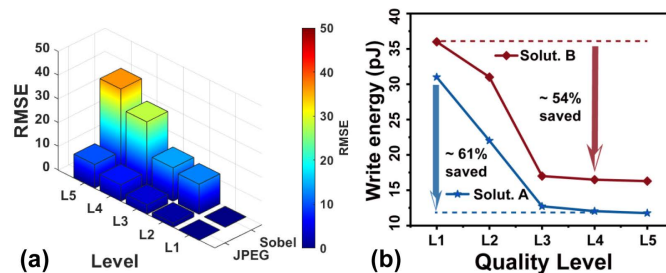 50
40
30
20
10
0
RMSE
L5
L4
L3
L2
L1
Level
JPEG
Sobel
50
40
30
20
10
0
RMSE
(a)
Write energy (pJ)
40
35
30
25
20
15
10
Solut. B
~ 54%
saved
~ 61%
saved
Solut. A
L1 L2 L3 L4 L5
Quality Level
(b)